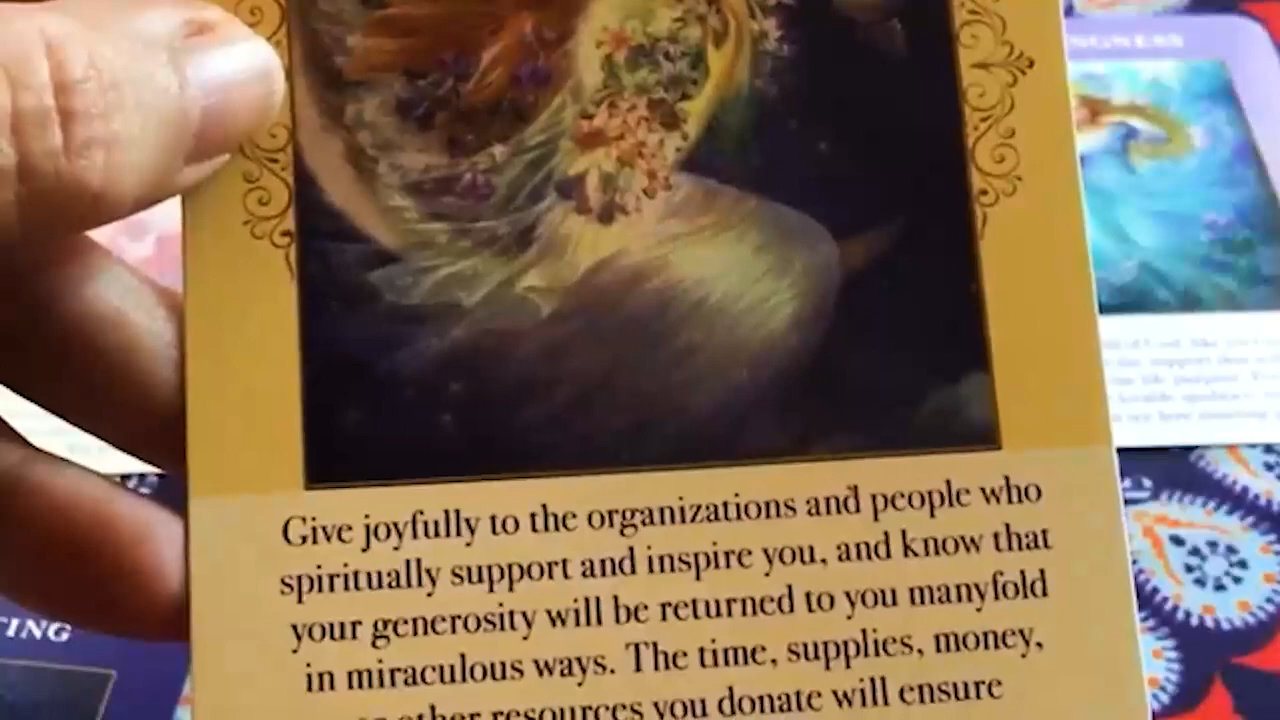 Give joyfully to the organizations and people who
spiritually support and inspire you, and know that
your generosity will be returned to you manyfold
in miraculous ways. The time, supplies, money,
other resources you donate will ensure
TING